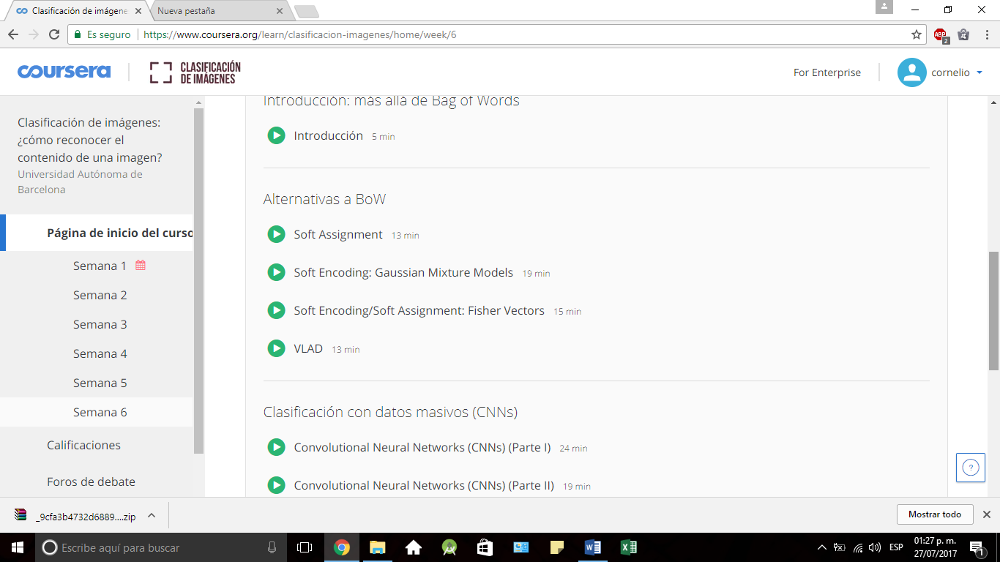 Clasificación de imágene
Nueva pestaña
Es seguro
https://www.coursera.org/learn/clasificacion-imagenes/home/week/6
ABP
2
coursera
CLASIFICACIÓN
DE IMÁGENES
For Enterprise
cornelio
Clasificación de imágenes:
¿cómo reconocer el
contenido de una imagen?
Universidad Autónoma de
Barcelona
Página de inicio del curso
Semana 1
Semana 2
Semana 3
Semana 4
Semana 5
Semana 6
Calificaciones
Foros de debate
Introducción: más allá de Bag of Words
Introducción 5 min
Alternativas a BoW
Soft Assignment 13 min
Soft Encoding: Gaussian Mixture Models 19 min
Soft Encoding/Soft Assignment: Fisher Vectors 15 min
VLAD 13 min
Clasificación con datos masivos (CNNs)
Convolutional Neural Networks (CNNs) (Parte I) 24 min
Convolutional Neural Networks (CNNs) (Parte II) 19 min
?
_9cfa3b4732d6889....zip
Mostrar todo
Escribe aquí para buscar
ESP
01:27 p. m.
27/07/2017
1